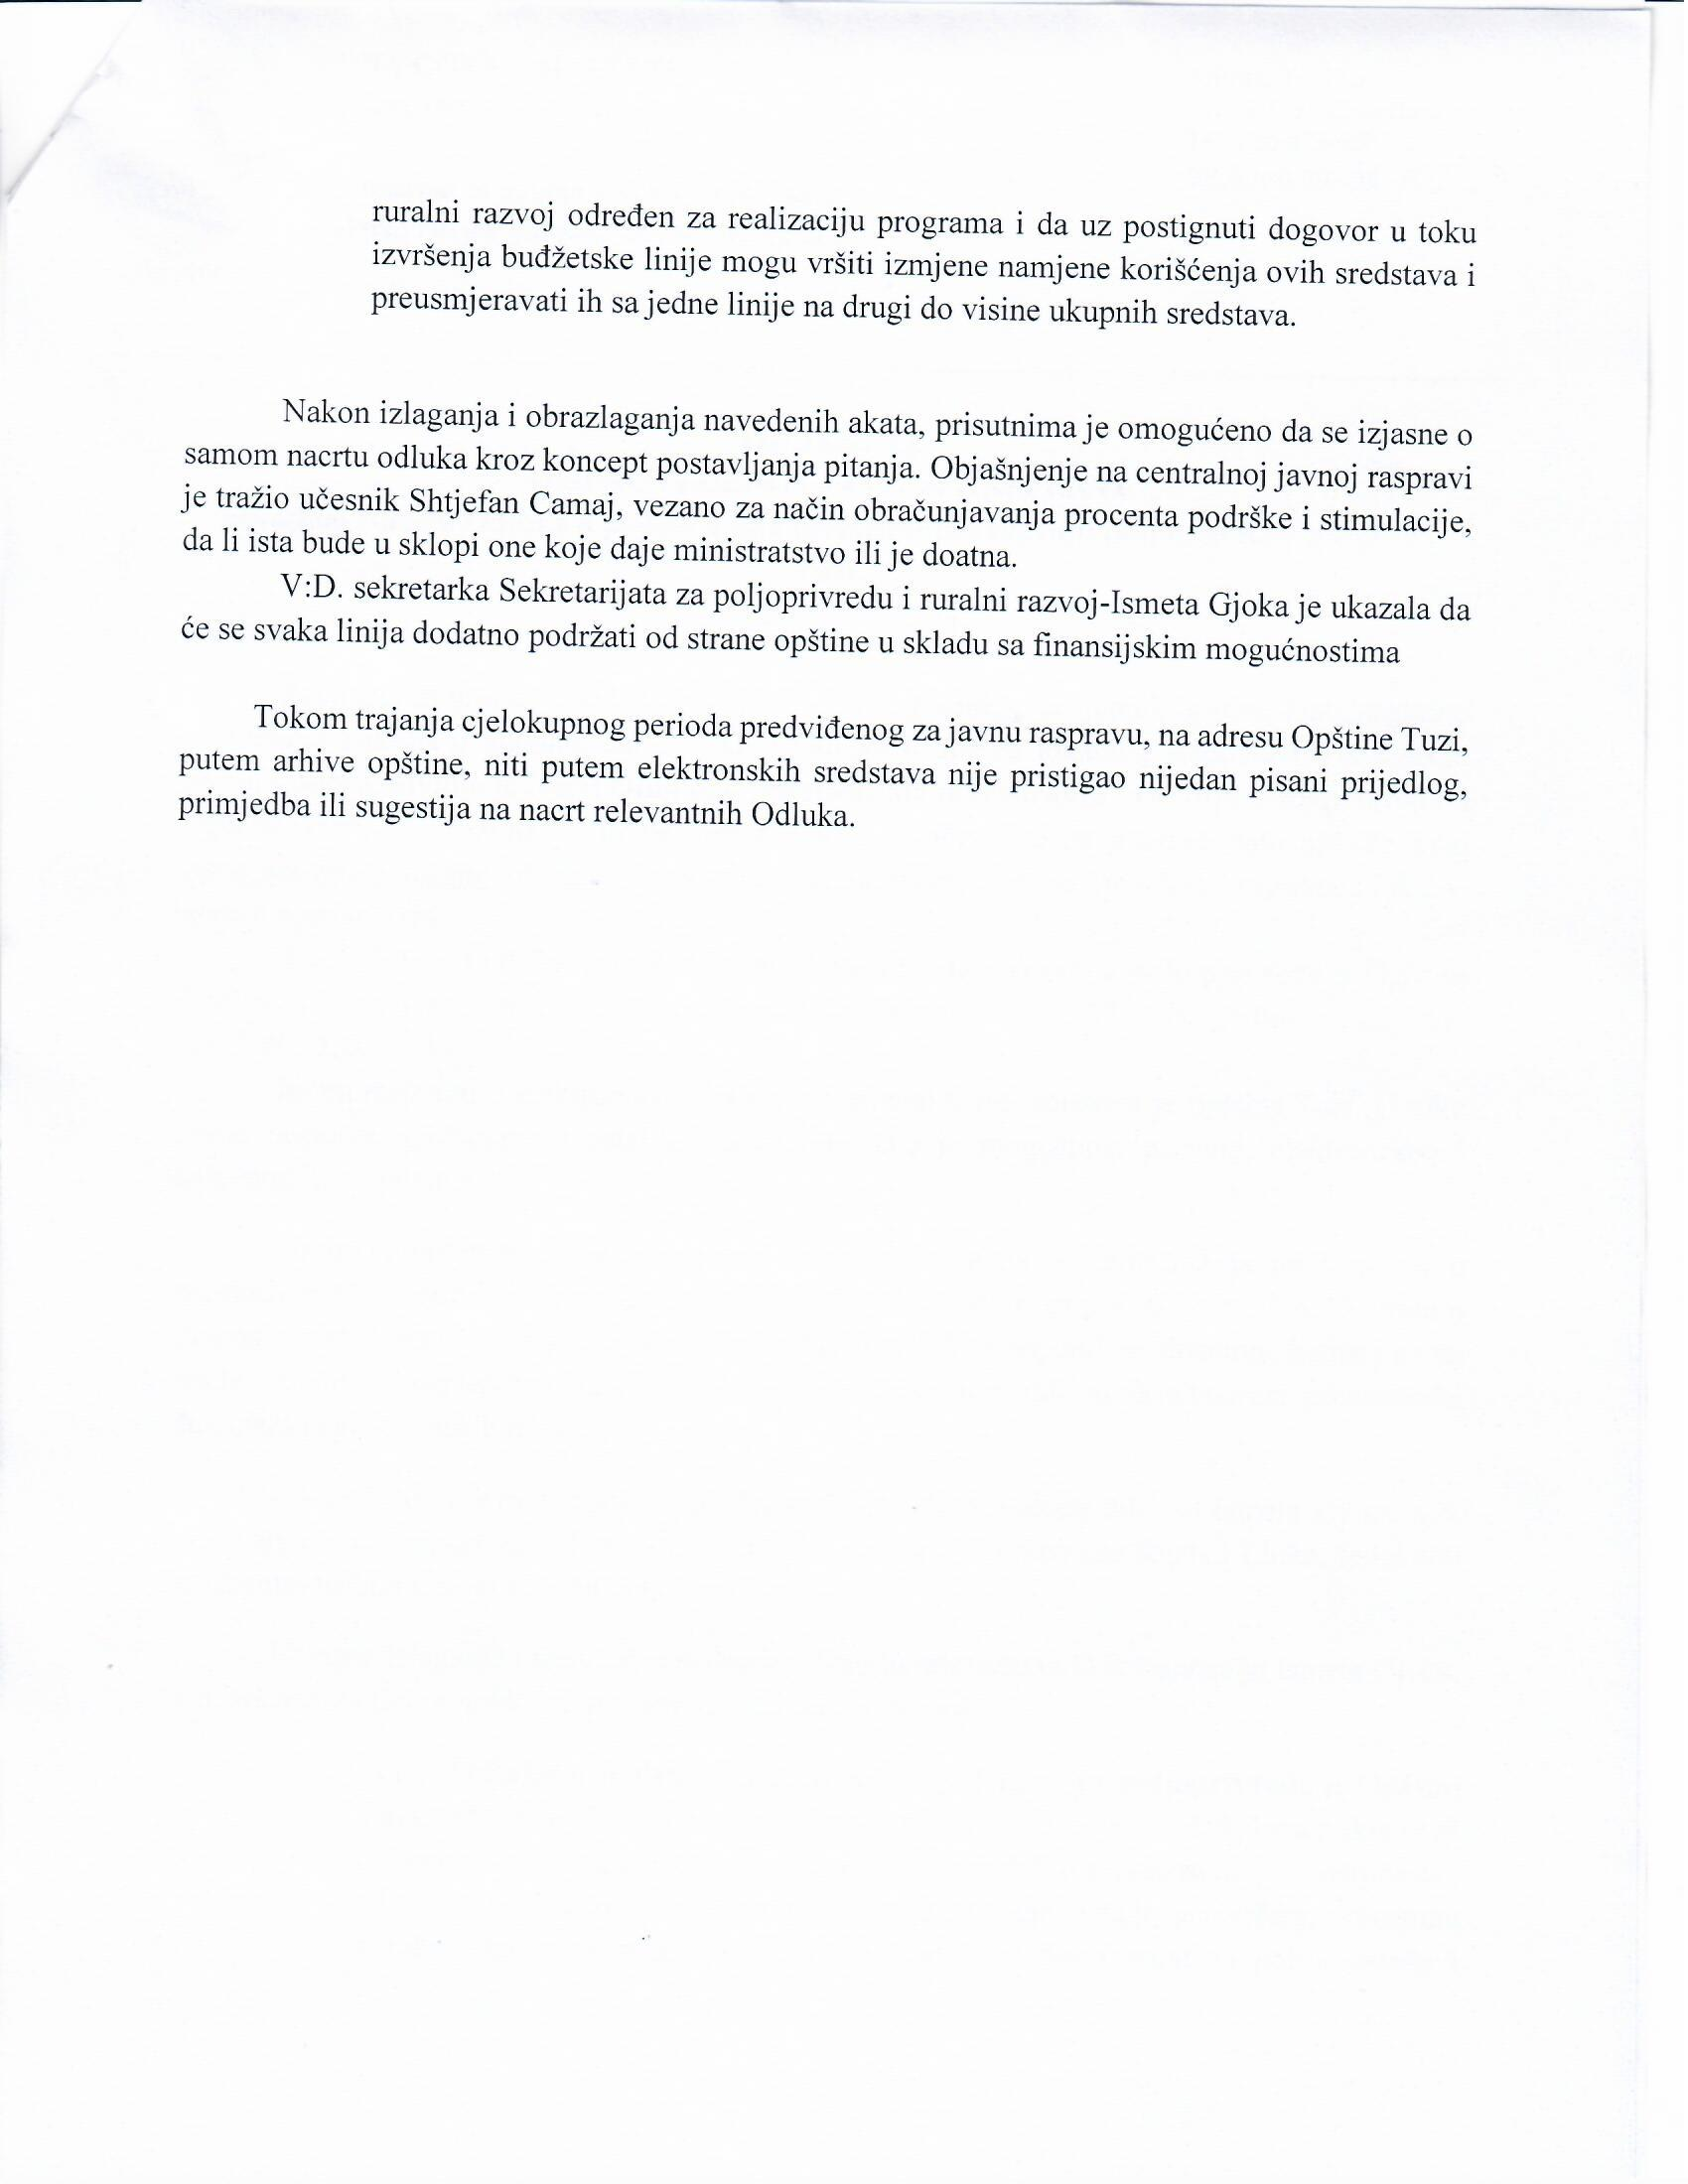 ruralni razvoj određen za realizaciju programa i da uz postignuti dogovor u toku
izvršenja buđžetske linije mogu vršiti izmjene namjene korišćenja ovih sredstava i
preusmjeravati ih sa jedne linije na drugi do visine ukupnih sredstava.
Nakon izlaganja i obrazlaganja navedenih akata, prisutnima je omogućeno da se izjasne o
samom nacrtu odluka kroz koncept postavljanja pitanja. Objašnjenje na centralnoj javnoj raspravi
je tražio učesnik Shtjefan Camaj, vezano za način obračunjavanja procenta podrške i stimulacije,
da li ista bude u sklopi one koje daje ministratstvo ili je doatna.
V:D. sekretarka Sekretarijata za poljoprivredu i ruralni razvoj-Ismeta Gjoka je ukazala da
će se svaka linija dodatno podržati od strane opštine u skladu sa finansijskim mogućnostima
Tokom trajanja cjelokupnog perioda predviđenog za javnu raspravu, na adresu Opštine Tuzi,
putem arhive opštine, niti putem elektronskih sredstava nije pristigao nijedan pisani prijedlog,
primjedba ili sugestija na nacrt relevantnih Odluka.